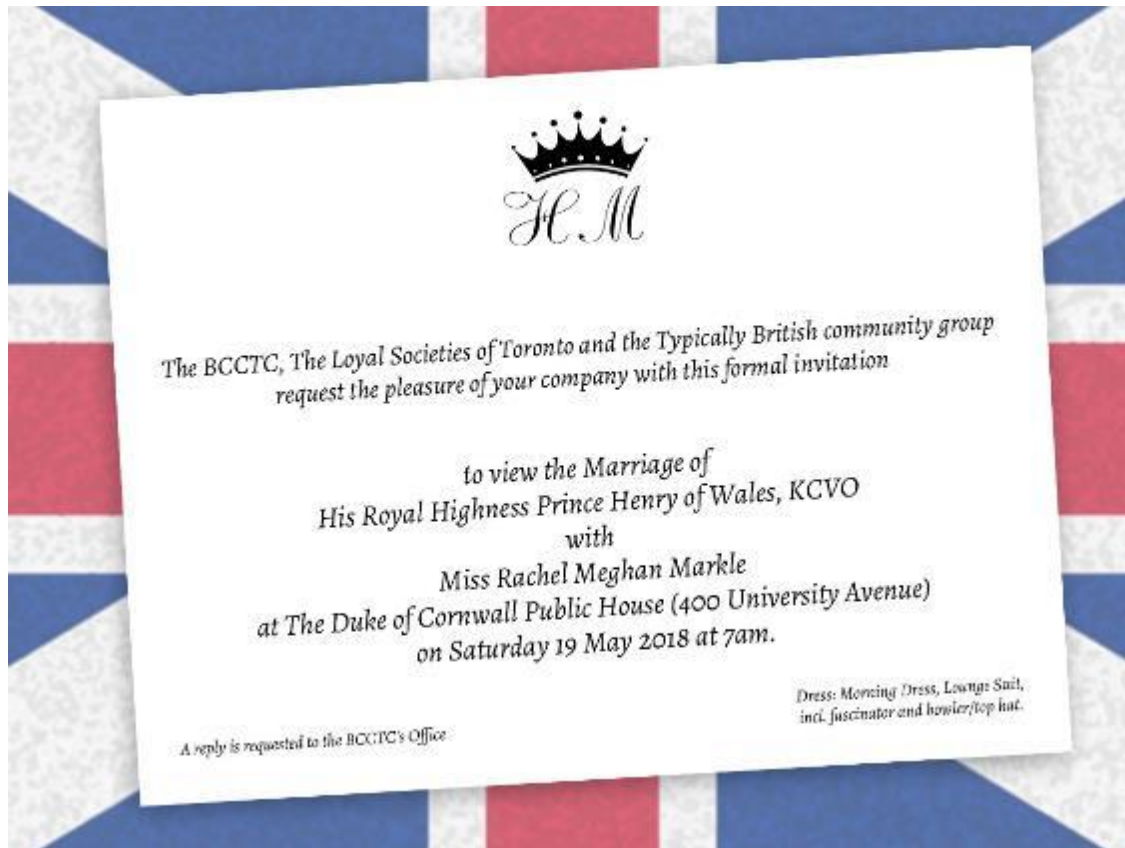 H M
The BCCTC, The Loyal Societies of Toronto and the Typically British community group
request the pleasure of your company with this formal invitation
to view the Marriage of
His Royal Highness Prince Henry of Wales, KCVO
with
Miss Rachel Meghan Markle
at The Duke of Cornwall Public House (400 University Avenue)
on Saturday 19 May 2018 at 7am.
Dress: Morning Dress, Lounge Suit,
incl. fascinator and bowler/top hat.
A reply is requested to the BCCTC's Office